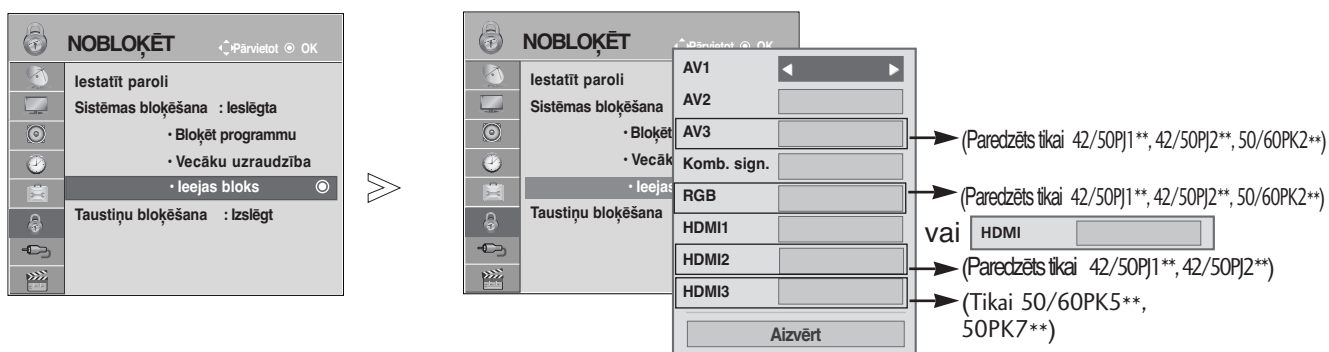 NOBLOĶĒT
Pārvietot OK
Iestatīt paroli
Sistēmas bloķēšana : Ieslēgta
• Bloķēt programmu
• Vecāku uzraudzība
• Ieejas bloks
Taustiņu bloķēšana : Izslēgt
NOBLOĶĒT
Pārvietot OK
Iestatīt paroli
Sistēmas bloķēšana
• Bloķēt
• Vecāk
• Ieejas
Taustiņu bloķēšana
AV1
AV2
AV3
(Paredzēts tikai 42/50PJ1**, 42/50PJ2**, 50/60PK2**)
Komb. sign.
RGB
(Paredzēts tikai 42/50PJ1**, 42/50PJ2**, 50/60PK2**)
HDMI1
vai HDMI
HDMI2
(Paredzēts tikai 42/50PJ1**, 42/50PJ2**)
HDMI3
(Tikai 50/60PK5**,
50PK7**)
Aizvērt